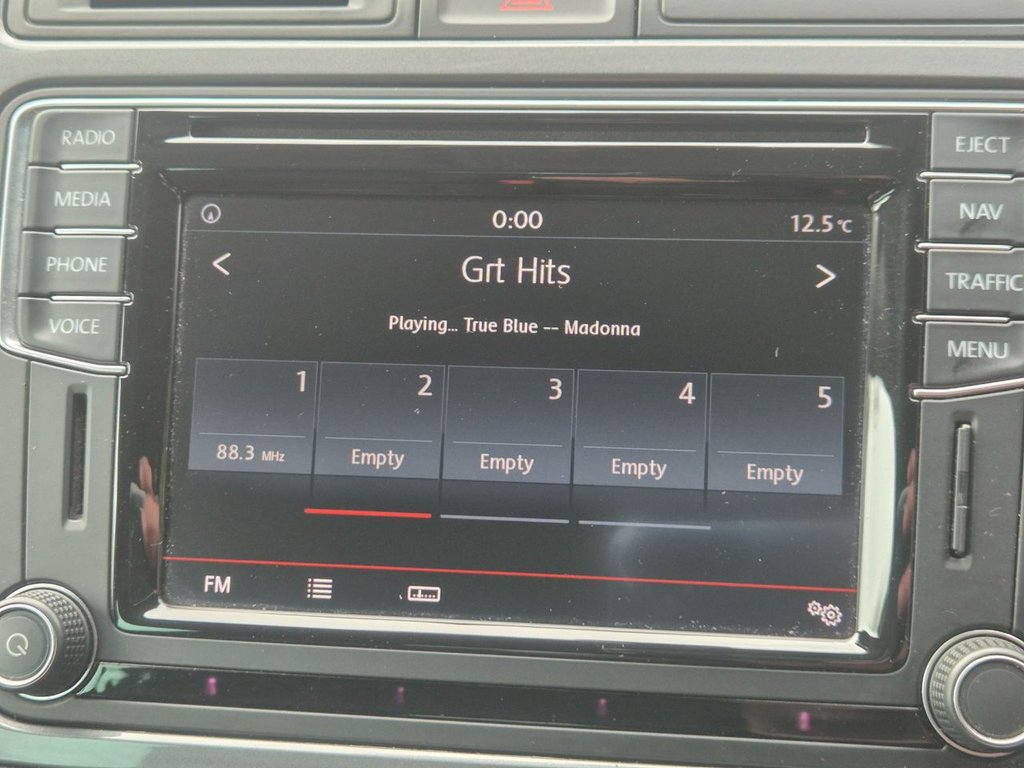 RADIO
MEDIA
PHONE
VOICE
EJECT
NAV
TRAFFIC
MENU
0:00
12.5°C
< Grt Hits >
Playing... True Blue -- Madonna
1 2 3 4 5
88.3 MHz Empty Empty Empty Empty
FM